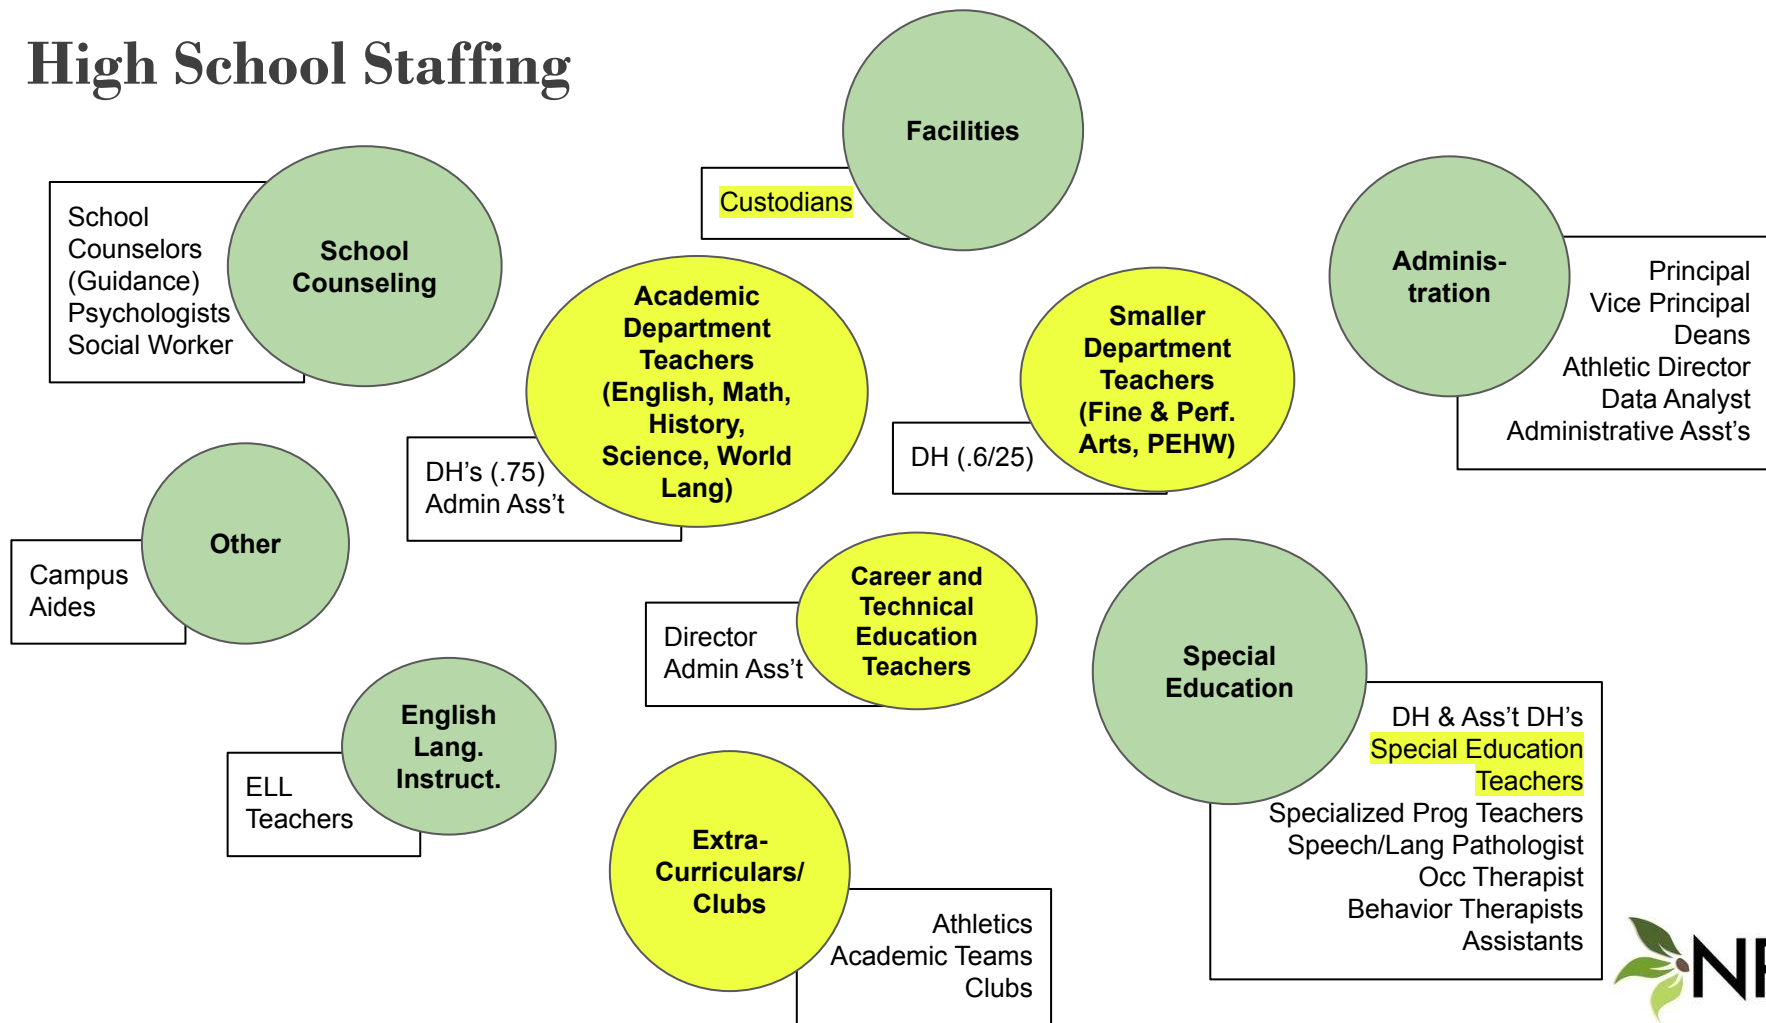 High School Staffing
Facilities
Custodians
School
Counselors
(Guidance)
Psychologists
Social Worker
School
Counseling
Academic
Department
Teachers
(English, Math,
History,
Science, World
Lang)
DH's (.75)
Admin Ass't
Smaller
Department
Teachers
(Fine & Perf.
Arts, PEHW)
DH (.6/25)
Adminis-
tration
Principal
Vice Principal
Deans
Athletic Director
Data Analyst
Administrative Asst's
Other
Campus
Aides
Career and
Technical
Education
Teachers
Director
Admin Ass't
Special
Education
DH & Ass't DH's
Special Education
Teachers
Specialized Prog Teachers
Speech/Lang Pathologist
Occ Therapist
Behavior Therapists
Assistants
English
Lang.
Instruct.
ELL
Teachers
Extra-
Curriculars/
Clubs
Athletics
Academic Teams
Clubs